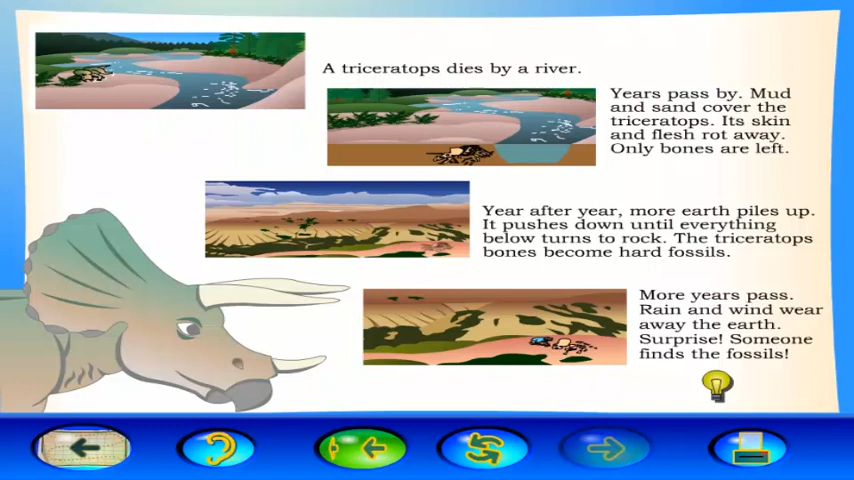 A triceratops dies by a river.
Years pass by. Mud
and sand cover the
triceratops. Its skin
and flesh rot away.
Only bones are left.
Year after year, more earth piles up.
It pushes down until everything
below turns to rock. The triceratops
bones become hard fossils.
More years pass.
Rain and wind wear
away the earth.
Surprise! Someone
finds the fossils!